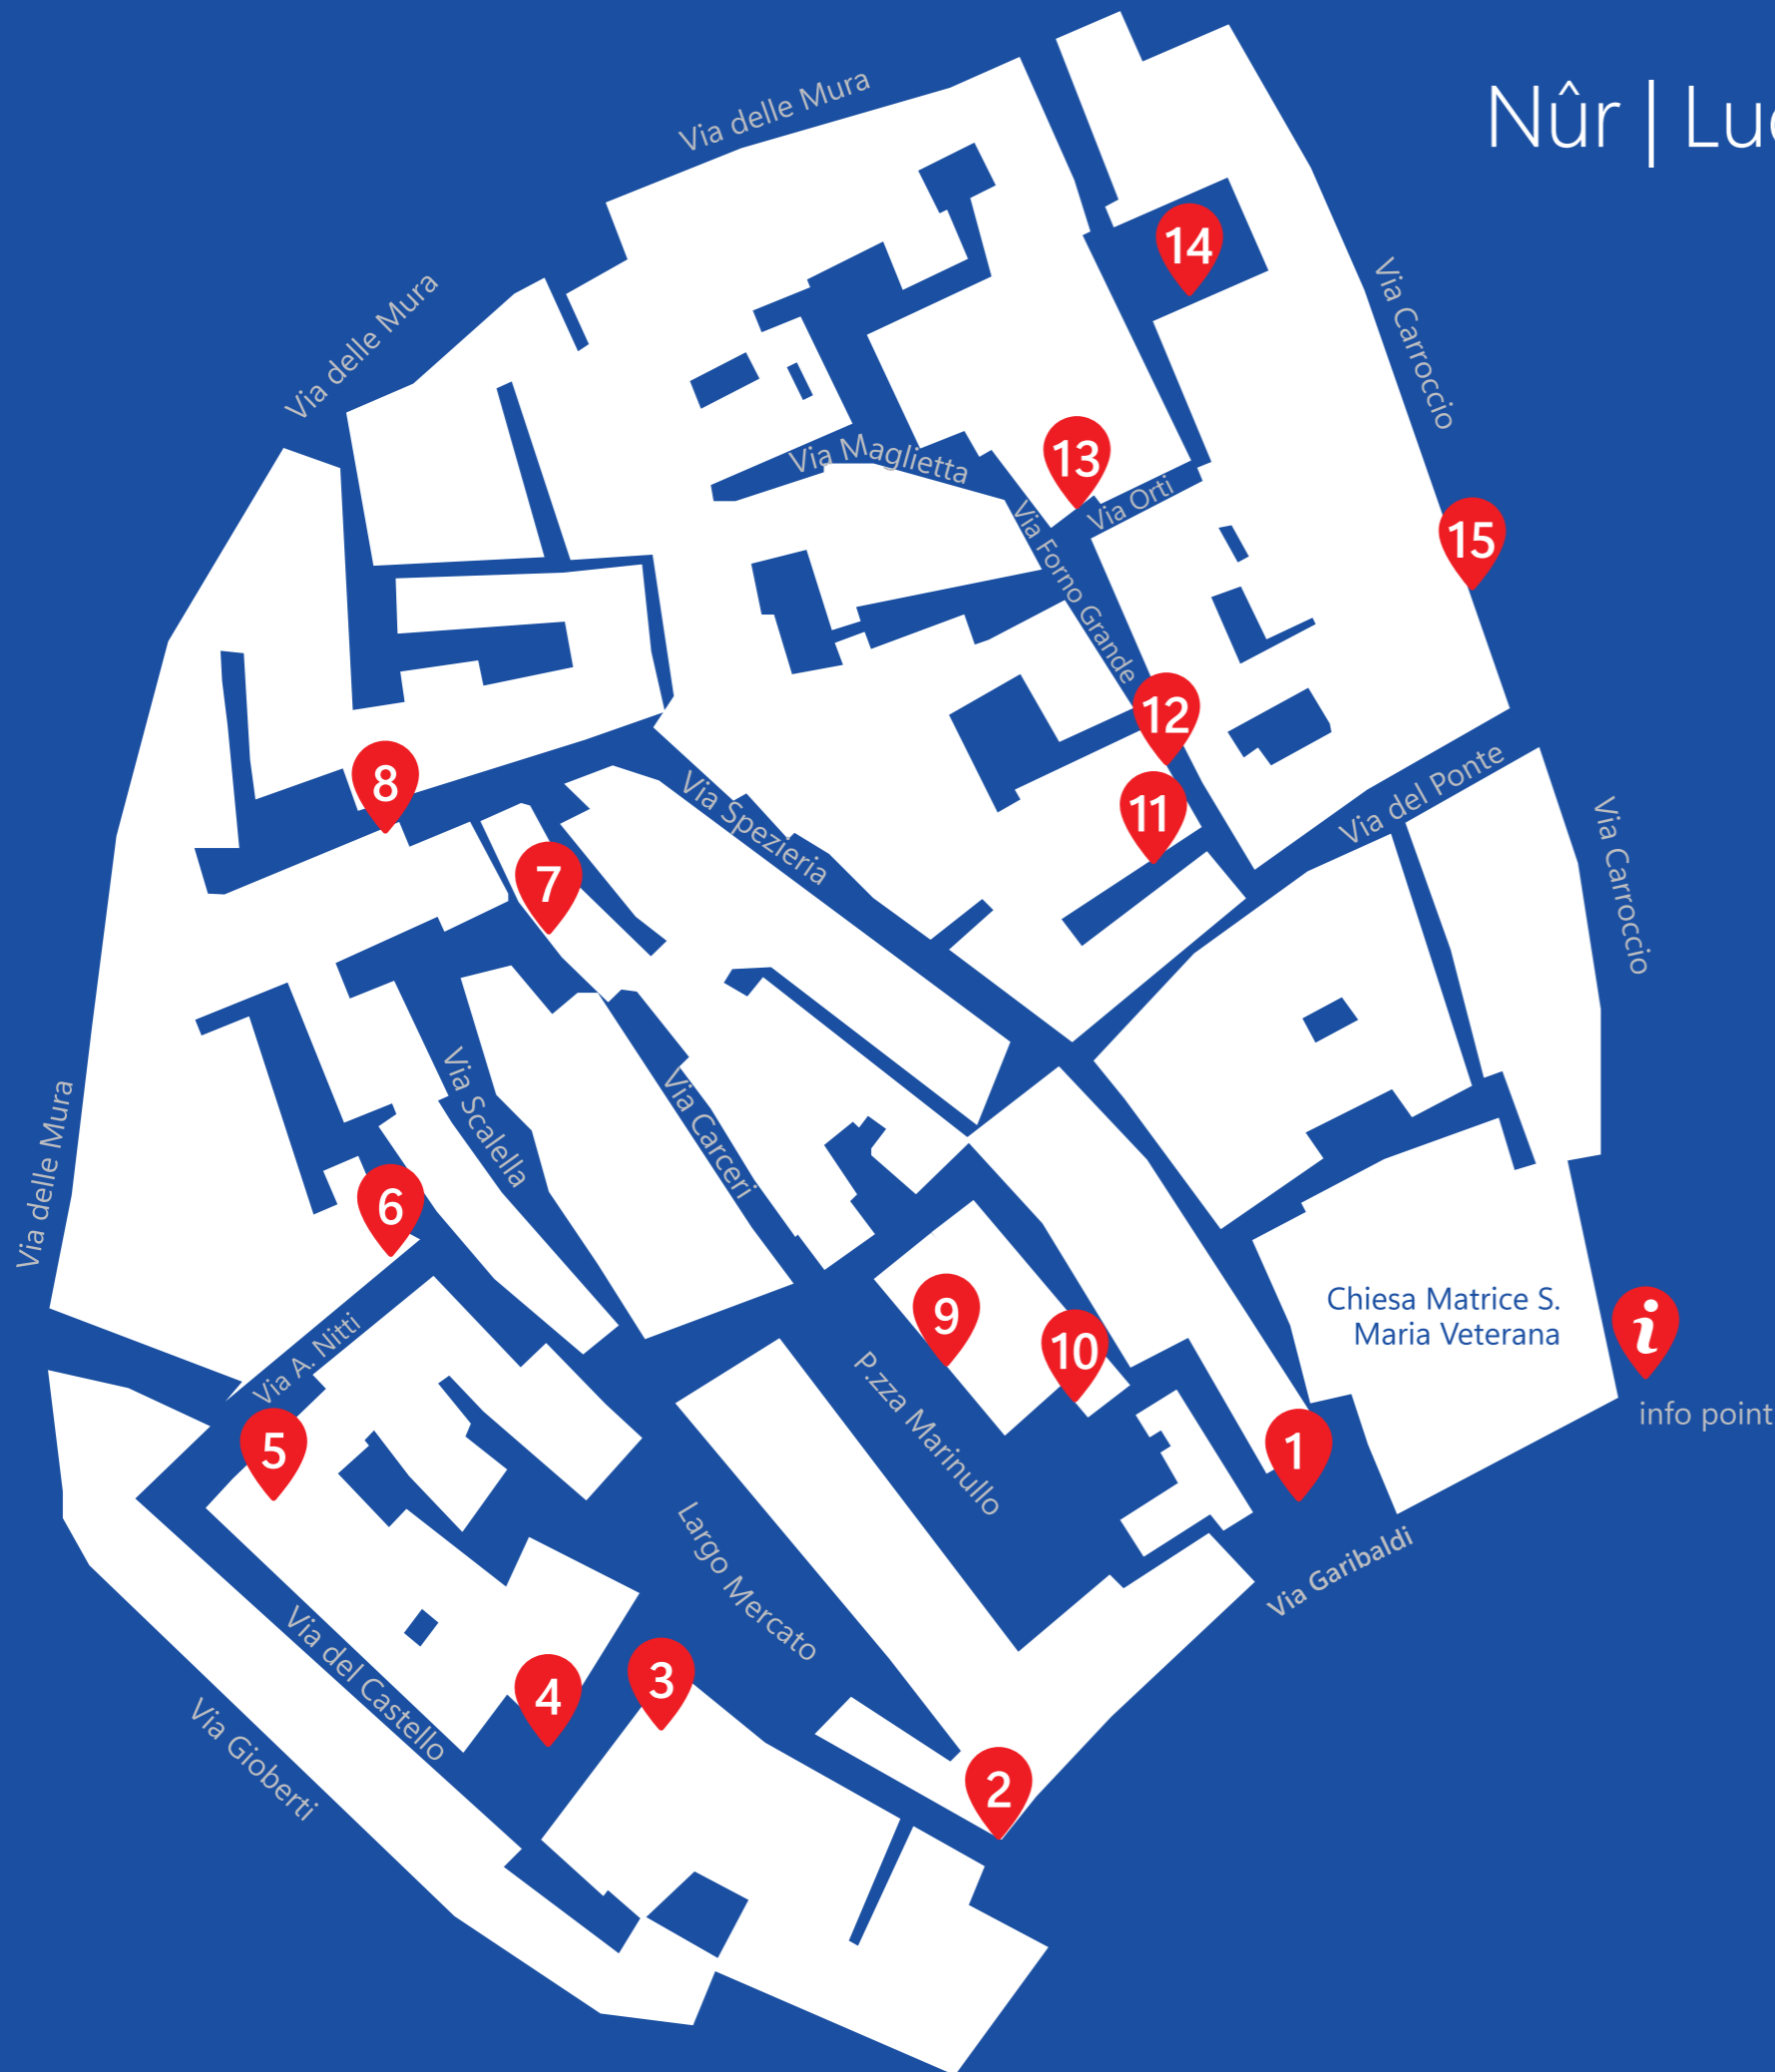 Nûr | Luc
Via delle Mura
14
Via delle Mura
Via Carroccio
Via Maglietta
13
Via Orti
Via Forno Grande
15
12
8
11
Via del Ponte
Via Spezieria
7
Via Carroccio
Via Scalella
Via Carceri
Via delle Mura
6
9
10
Chiesa Matrice S.
Maria Veterana
i
info point
Via A. Nitti
P.zza Marinullo
5
1
Largo Mercato
Via Garibaldi
Via del Castello
4
3
Via Gioberti
2